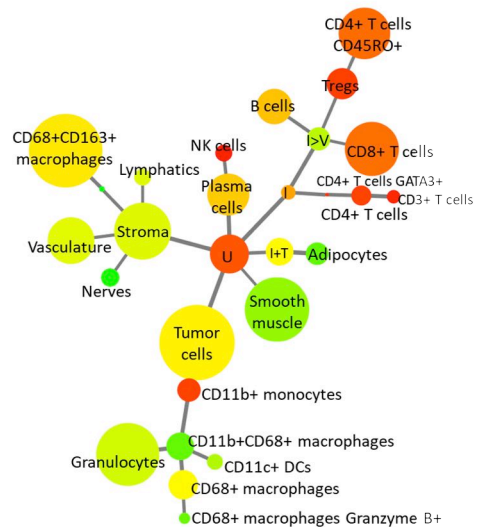 CD4+ T cells
CD45RO+
Tregs
B cells
I>V
CD8+ T cells
NK cells
CD68+CD163+
macrophages
Lymphatics
Plasma
cells
I
CD4+ T cells GATA3+
CD3+ T cells
CD4+ T cells
Stroma
Vasculature
U
I+T
Adipocytes
Nerves
Smooth
muscle
Tumor
cells
CD11b+ monocytes
CD11b+CD68+ macrophages
Granulocytes
CD11c+ DCs
CD68+ macrophages
CD68+ macrophages Granzyme B+